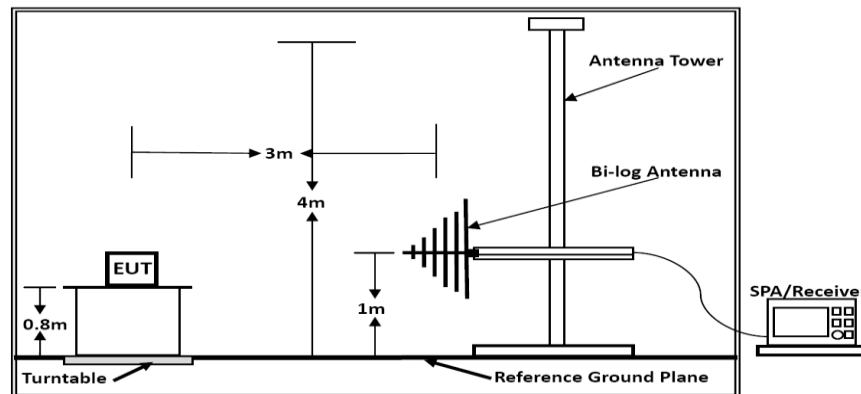 Antenna Tower
3m
Bi-log Antenna
4m
EUT
SPA/Receive
1m
0.8m
Turntable
Reference Ground Plane